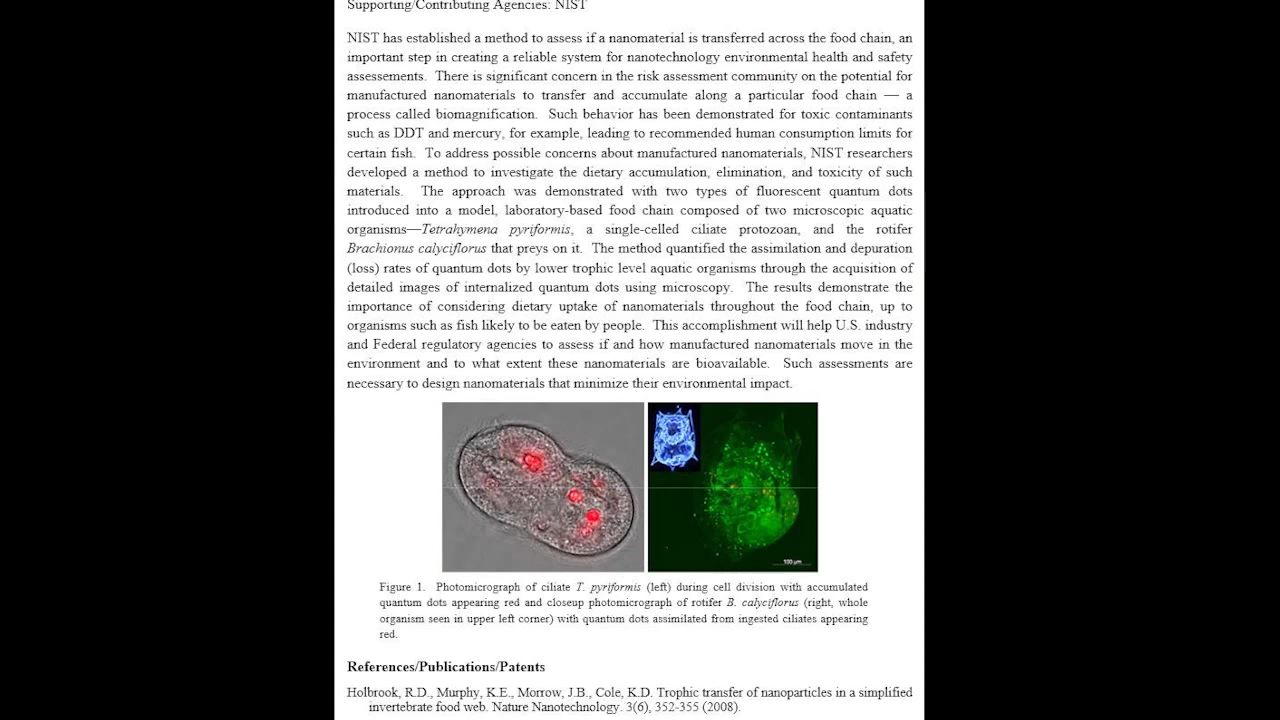 Supporting/Contributing Agencies: NIST
NIST has established a method to assess if a nanomaterial is transferred across the food chain, an
important step in creating a reliable system for nanotechnology environmental health and safety
assessements. There is significant concern in the risk assessment community on the potential for
manufactured nanomaterials to transfer and accumulate along a particular food chain — a
process called biomagnification. Such behavior has been demonstrated for toxic contaminants
such as DDT and mercury, for example, leading to recommended human consumption limits for
certain fish. To address possible concerns about manufactured nanomaterials, NIST researchers
developed a method to investigate the dietary accumulation, elimination, and toxicity of such
materials. The approach was demonstrated with two types of fluorescent quantum dots
introduced into a model, laboratory-based food chain composed of two microscopic aquatic
organisms—Tetrahymena pyriformis, a single-celled ciliate protozoan, and the rotifer
Brachionus calyciflorus that preys on it. The method quantified the assimilation and depuration
(loss) rates of quantum dots by lower trophic level aquatic organisms through the acquisition of
detailed images of internalized quantum dots using microscopy. The results demonstrate the
importance of considering dietary uptake of nanomaterials throughout the food chain, up to
organisms such as fish likely to be eaten by people. This accomplishment will help U.S. industry
and Federal regulatory agencies to assess if and how manufactured nanomaterials move in the
environment and to what extent these nanomaterials are bioavailable. Such assessments are
necessary to design nanomaterials that minimize their environmental impact.
100 µm
Figure 1. Photomicrograph of ciliate T. pyriformis (left) during cell division with accumulated
quantum dots appearing red and closeup photomicrograph of rotifer B. calyciflorus (right, whole
organism seen in upper left corner) with quantum dots assimilated from ingested ciliates appearing
red.
References/Publications/Patents
Holbrook, R.D., Murphy, K.E., Morrow, J.B., Cole, K.D. Trophic transfer of nanoparticles in a simplified
invertebrate food web. Nature Nanotechnology. 3(6), 352-355 (2008).